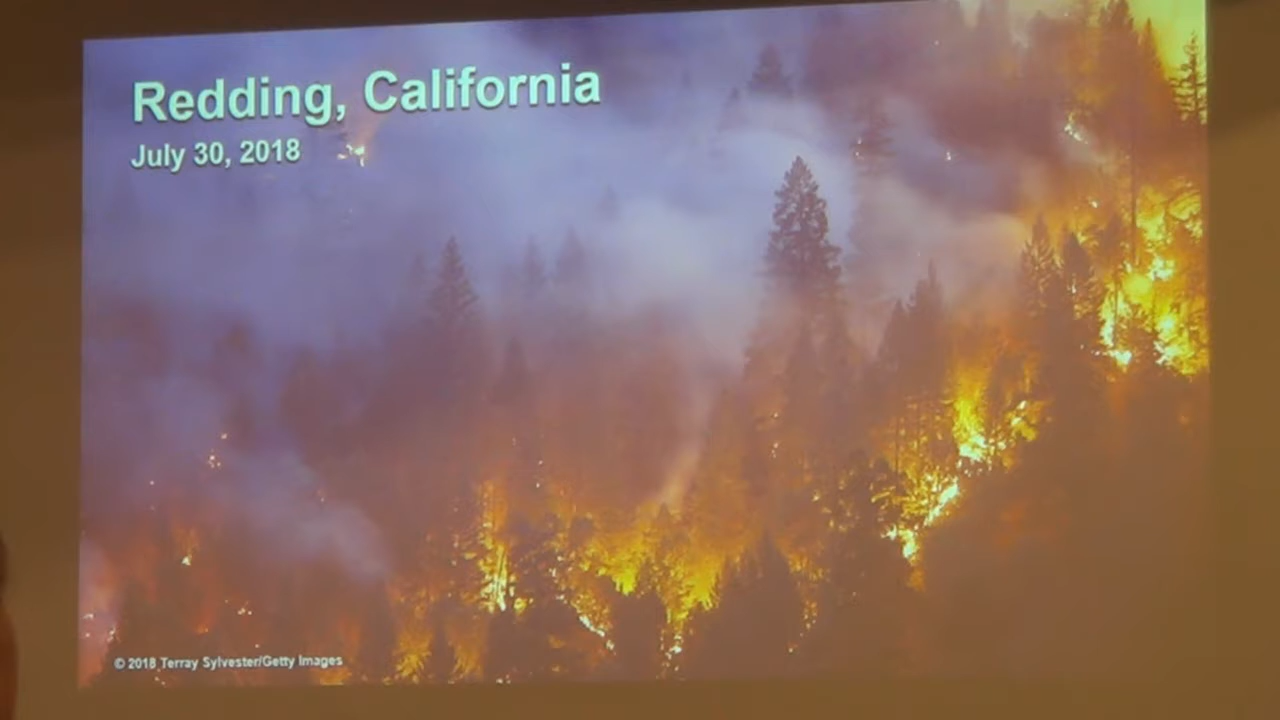 Redding, California
July 30, 2018
© 2018 Terray Sylvester/Getty Images